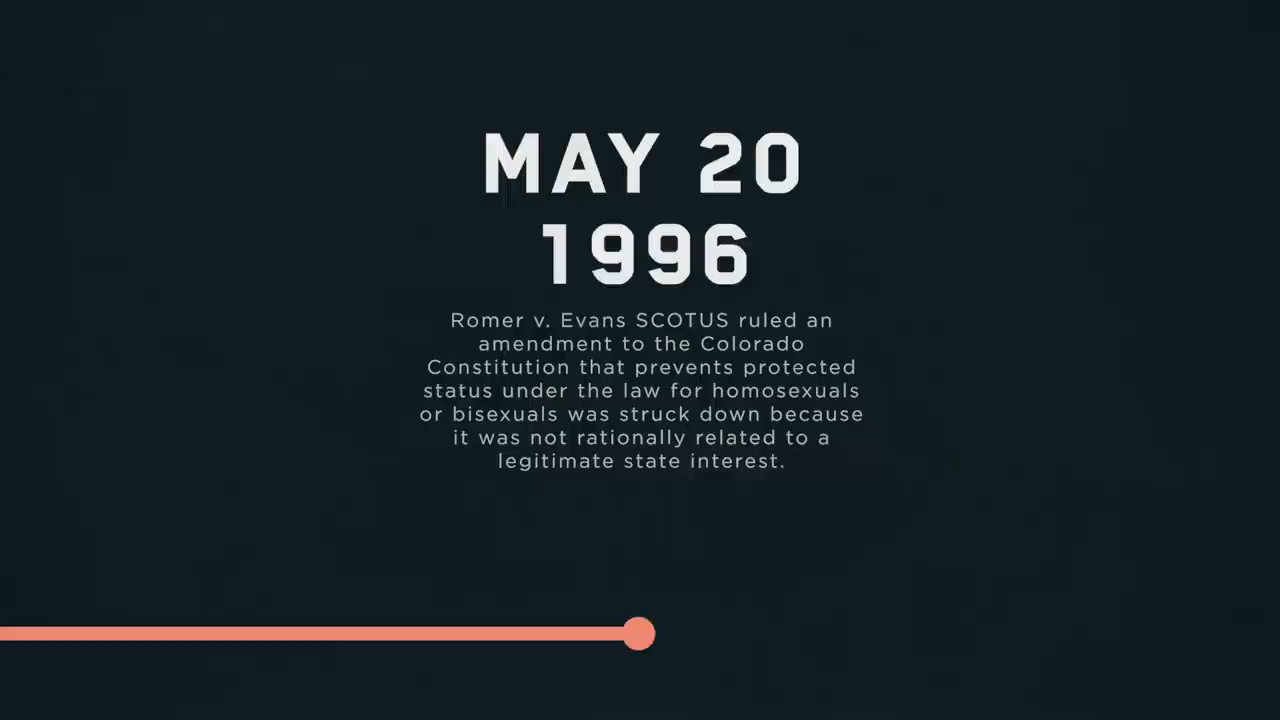 MAY 20
1996
Romer v. Evans SCOTUS ruled an
amendment to the Colorado
Constitution that prevents protected
status under the law for homosexuals
or bisexuals was struck down because
it was not rationally related to a
legitimate state interest.